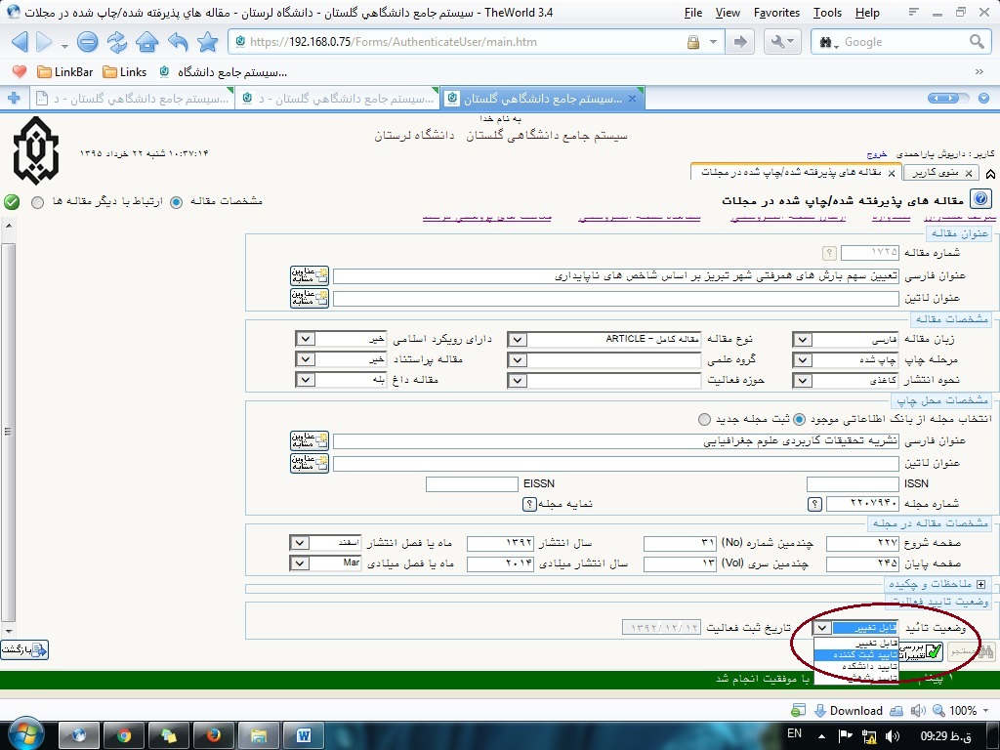 سيستم جامع دانشگاهي گلستان - دانشگاه لرستان - مقاله هاي پذيرفته شده/چاپ شده در مجلات - TheWorld 3.4
File View Favorites Tools Help
https://192.168.0.75/Forms/AuthenticateUser/main.htm
Google
LinkBar Links سیستم جامع دانشگاه...
سیستم جامع دانشگاهي گلستان - د...
سیستم جامع دانشگاهي گلستان - د...
سیستم جامع دانشگاهي گلستان...
به نام خدا
سیستم جامع دانشگاهی گلستان دانشگاه لرستان
کاربر : داریوش یاراحمدی خروج
۱۰:۳۷:۱۴ شنبه ۲۲ خرداد ۱۳۹۵
منوی کاربر
مقاله های پذیرفته شده/چاپ شده در مجلات
مقاله های پذیرفته شده/چاپ شده در مجلات
مشخصات مقاله ارتباط با دیگر مقاله ها
عنوان مقاله
شماره مقاله ۱۷۲۵ ؟
عنوان فارسی تعیین سهم بارش های همرفتی شهر تبریز بر اساس شاخص های ناپایداری عناوین مشابه
عنوان لاتین عناوین مشابه
مشخصات مقاله
زبان مقاله فارسی نوع مقاله مقاله کامل - ARTICLE دارای رویکرد اسلامی خیر
مرحله چاپ چاپ شده گروه علمی مقاله پراستناد خیر
نحوه انتشار کاغذی حوزه فعالیت مقاله داغ بله
مشخصات محل چاپ
انتخاب مجله از بانک اطلاعاتی موجود ثبت مجله جدید
عنوان فارسی نشریه تحقیقات کاربردی علوم جغرافیایی عناوین مشابه
عنوان لاتین عناوین مشابه
ISSN EISSN
شماره مجله ۲۲۰۷۹۴۰ ؟ نمایه مجله ؟
مشخصات مقاله در مجله
صفحه شروع ۲۲۷ چندمین شماره (No) ۳۱ سال انتشار ۱۳۹۲ ماه یا فصل انتشار اسفند
صفحه پایان ۲۴۵ چندمین سری (Vol) ۱۳ سال انتشار میلادی ۲۰۱۴ ماه یا فصل میلادی Mar
ملاحظات و چکیده
وضعیت تایید فعالیت
وضعیت تائید قابل تغییر تاریخ ثبت فعالیت ۱۳۹۲/۱۲/۱۲
قابل تغییر
تایید ثبت کننده
تایید دانشکده
جستجو بررسی تغییرات
بازگشت
۱ پیغام با موفقیت انجام شد
Download 100%
EN 09:29 ق.ظ